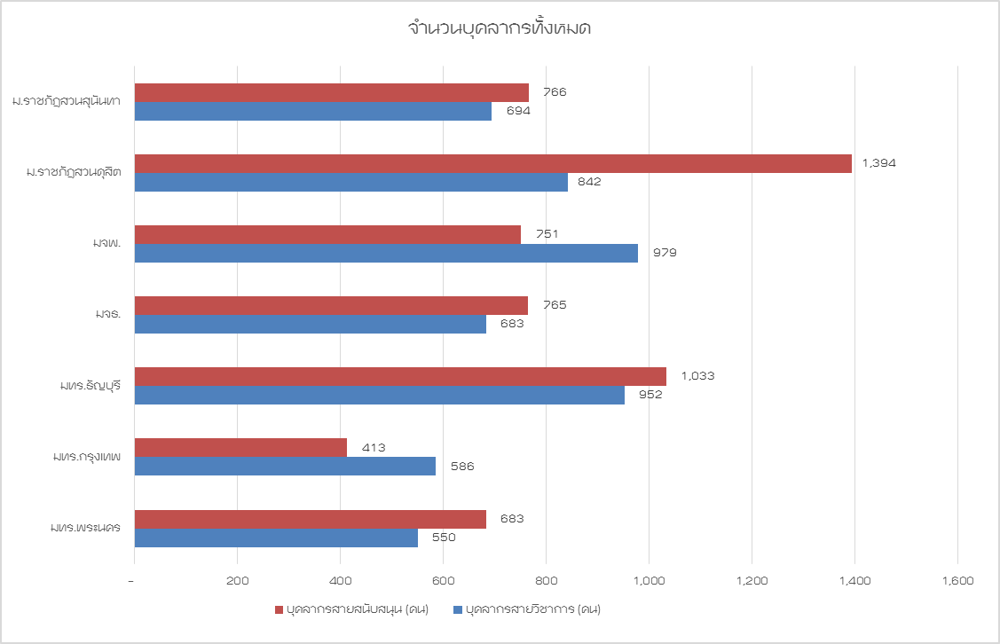 จำนวนบุคลากรทั้งหมด
ม.ราชภัฏสวนสุนันทา
766
694
ม.ราชภัฏสวนดุสิต
1,394
842
มจพ.
751
979
มจธ.
765
683
มทร.ธัญบุรี
1,033
952
มทร.กรุงเทพ
413
586
มทร.พระนคร
683
550
- 200 400 600 800 1,000 1,200 1,400 1,600
บุคลากรสายสนับสนุน (คน) บุคลากรสายวิชาการ (คน)